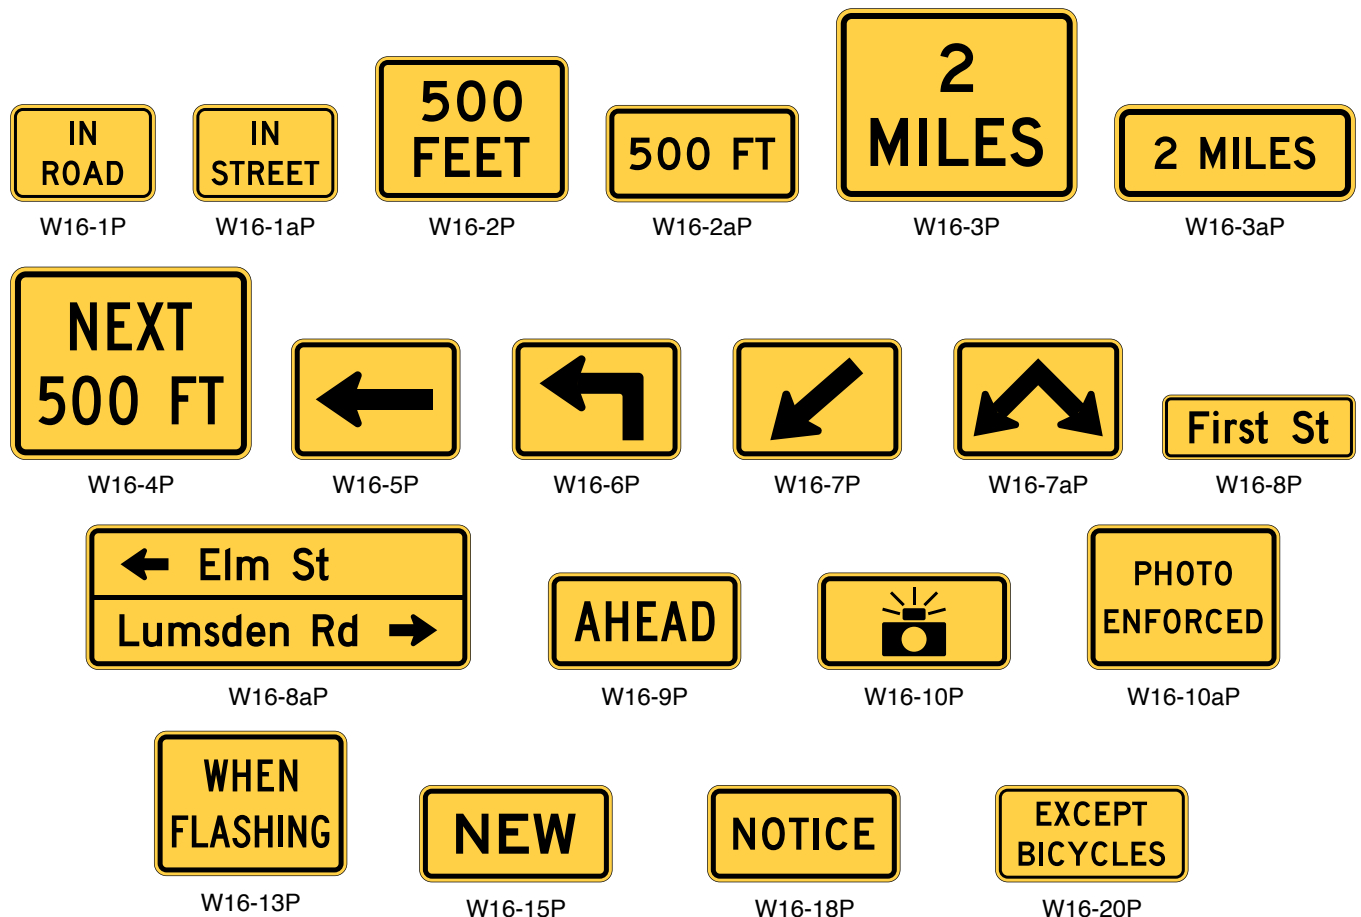 IN
ROAD
W16-1P
IN
STREET
W16-1aP
500
FEET
W16-2P
500 FT
W16-2aP
2
MILES
W16-3P
2 MILES
W16-3aP
NEXT
500 FT
W16-4P
W16-5P
W16-6P
W16-7P
W16-7aP
First St
W16-8P
Elm St
Lumsden Rd
W16-8aP
AHEAD
W16-9P
W16-10P
PHOTO
ENFORCED
W16-10aP
WHEN
FLASHING
W16-13P
NEW
W16-15P
NOTICE
W16-18P
EXCEPT
BICYCLES
W16-20P